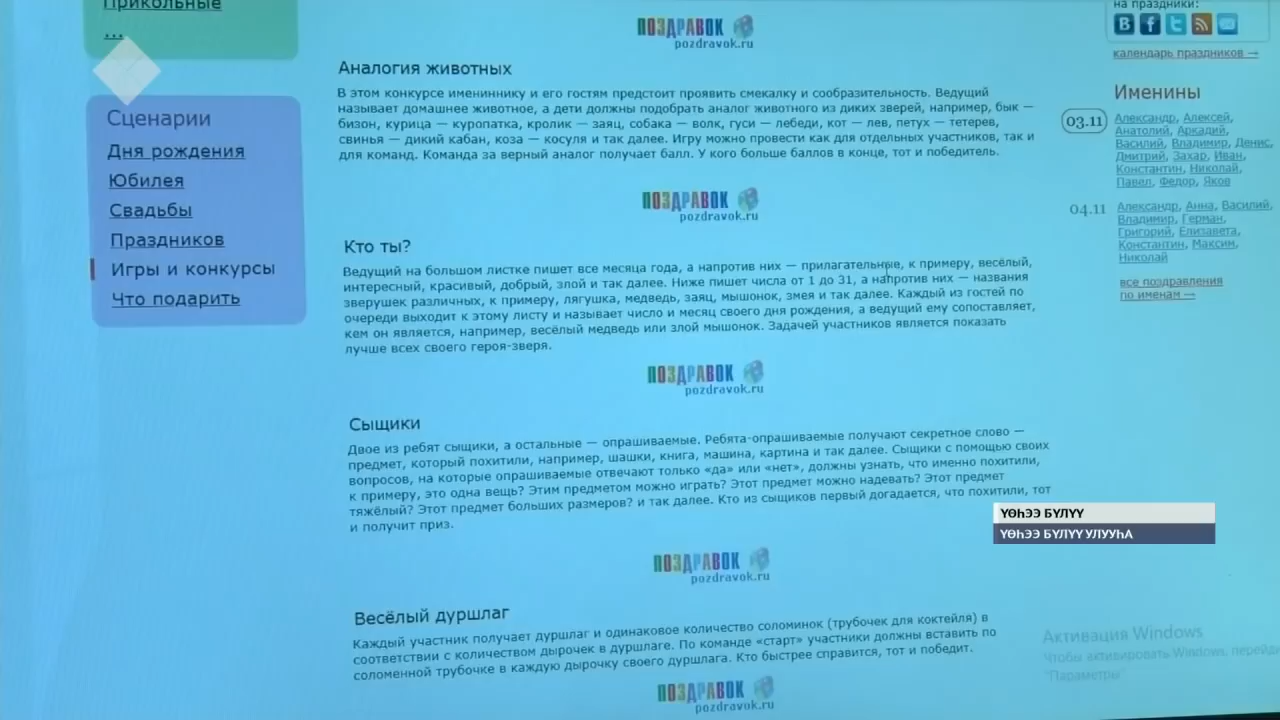 Прикольные
...
Сценарии
Дня рождения
Юбилея
Свадьбы
Праздников
Игры и конкурсы
Что подарить
ПОЗДРАВОК
pozdravok.ru
Аналогия животных
В этом конкурсе имениннику и его гостям предстоит проявить смекалку и сообразительность. Ведущий
называет домашнее животное, а дети должны подобрать аналог животного из диких зверей, например, бык —
бизон, курица — куропатка, кролик — заяц, собака — волк, гуси — лебеди, кот — лев, петух — тетерев,
свинья — дикий кабан, коза — косуля и так далее. Игру можно провести как для отдельных участников, так и
для команд. Команда за верный аналог получает балл. У кого больше баллов в конце, тот и победитель.
ПОЗДРАВОК
pozdravok.ru
Кто ты?
Ведущий на большом листке пишет все месяца года, а напротив них — прилагательные, к примеру, весёлый,
интересный, красивый, добрый, злой и так далее. Ниже пишет числа от 1 до 31, а напротив них — названия
зверушек различных, к примеру, лягушка, медведь, заяц, мышонок, змея и так далее. Каждый из гостей по
очереди выходит к этому листу и называет число и месяц своего дня рождения, а ведущий ему сопоставляет,
кем он является, например, весёлый медведь или злой мышонок. Задачей участников является показать
лучше всех своего героя-зверя.
ПОЗДРАВОК
pozdravok.ru
Сыщики
Двое из ребят сыщики, а остальные — опрашиваемые. Ребята-опрашиваемые получают секретное слово —
предмет, который похитили, например, шашки, книга, машина, картина и так далее. Сыщики с помощью своих
вопросов, на которые опрашиваемые отвечают только «да» или «нет», должны узнать, что именно похитили,
к примеру, это одна вещь? Этим предметом можно играть? Этот предмет можно надевать? Этот предмет
тяжёлый? Этот предмет больших размеров? и так далее. Кто из сыщиков первый догадается, что похитили, тот
и получит приз.
ПОЗДРАВОК
pozdravok.ru
Весёлый дуршлаг
Каждый участник получает дуршлаг и одинаковое количество соломинок (трубочек для коктейля) в
соответствии с количеством дырочек в дуршлаге. По команде «старт» участники должны вставить по
соломенной трубочке в каждую дырочку своего дуршлага. Кто быстрее справится, тот и победит.
ПОЗДРАВОК
pozdravok.ru
на праздники:
календарь праздников →
Именины
03.11
Александр, Алексей,
Анатолий, Аркадий,
Василий, Владимир, Денис,
Дмитрий, Захар, Иван,
Константин, Николай,
Павел, Федор, Яков
04.11
Александр, Анна, Василий,
Владимир, Герман,
Григорий, Елизавета,
Константин, Максим,
Николай
все поздравления
по именам →
ҮӨҺЭЭ БҮЛҮҮ
ҮӨҺЭЭ БҮЛҮҮ УЛУУҺА
Активация Windows
Чтобы активировать Windows, перейди
"Параметры"